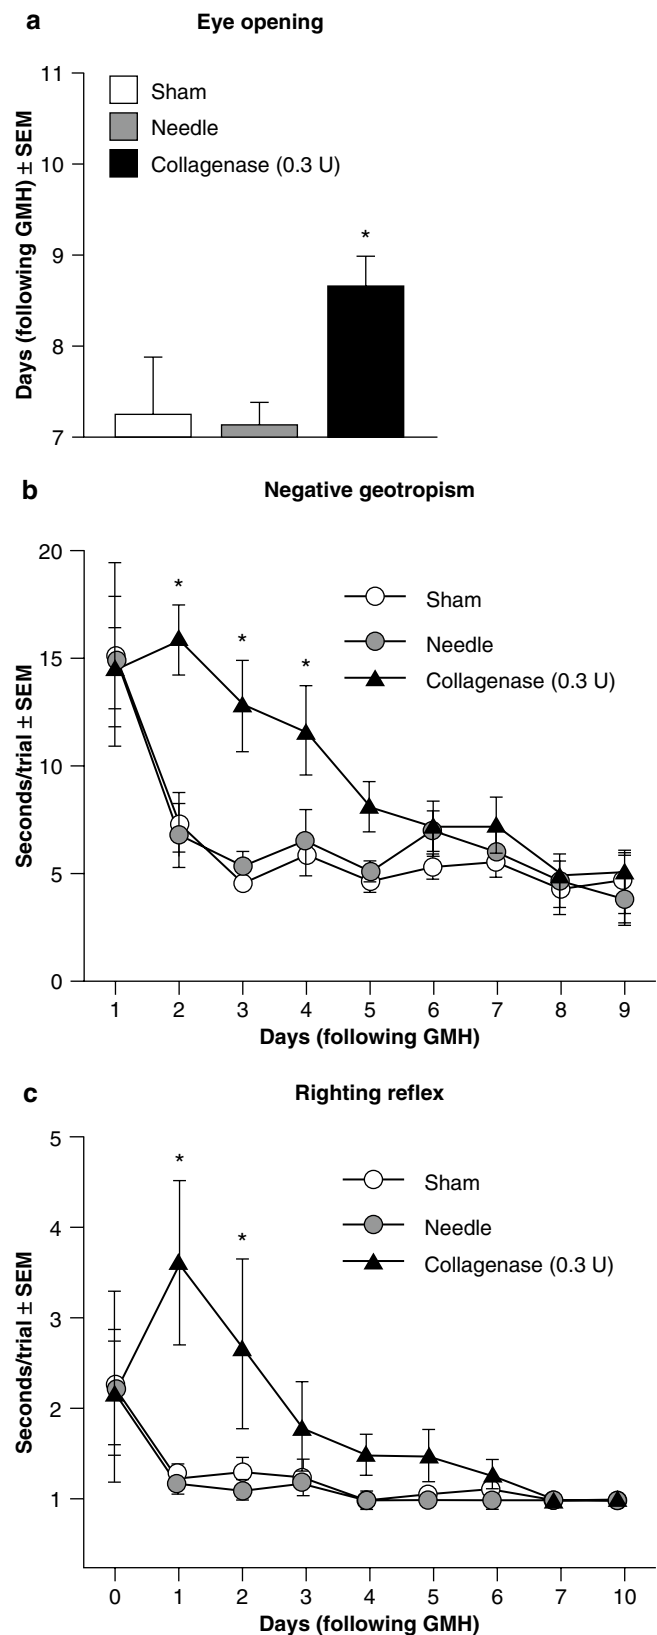 a Eye opening
Days (following GMH) ± SEM
11
10
9
8
7
Sham
Needle
Collagenase (0.3 U)
*
b Negative geotropism
Seconds/trial ± SEM
20
15
10
5
0
* * *
Sham
Needle
Collagenase (0.3 U)
1 2 3 4 5 6 7 8 9
Days (following GMH)
c Righting reflex
Seconds/trial ± SEM
5
4
3
2
1
* *
Sham
Needle
Collagenase (0.3 U)
0 1 2 3 4 5 6 7 10
Days (following GMH)